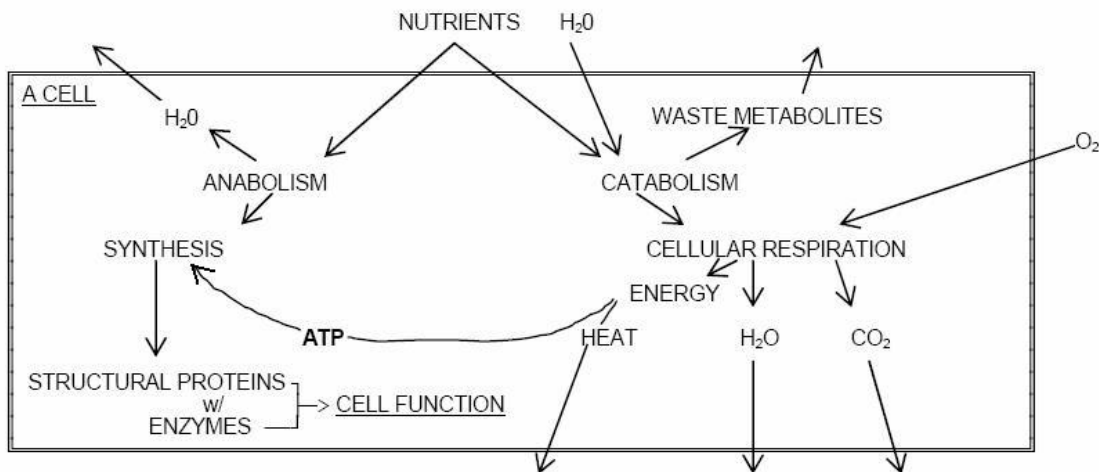 NUTRIENTS H₂0
A CELL
H₂0
WASTE METABOLITES
O₂
ANABOLISM
CATABOLISM
SYNTHESIS
CELLULAR RESPIRATION
ENERGY
ATP
HEAT
H₂O
CO₂
STRUCTURAL PROTEINS
w/
ENZYMES
CELL FUNCTION